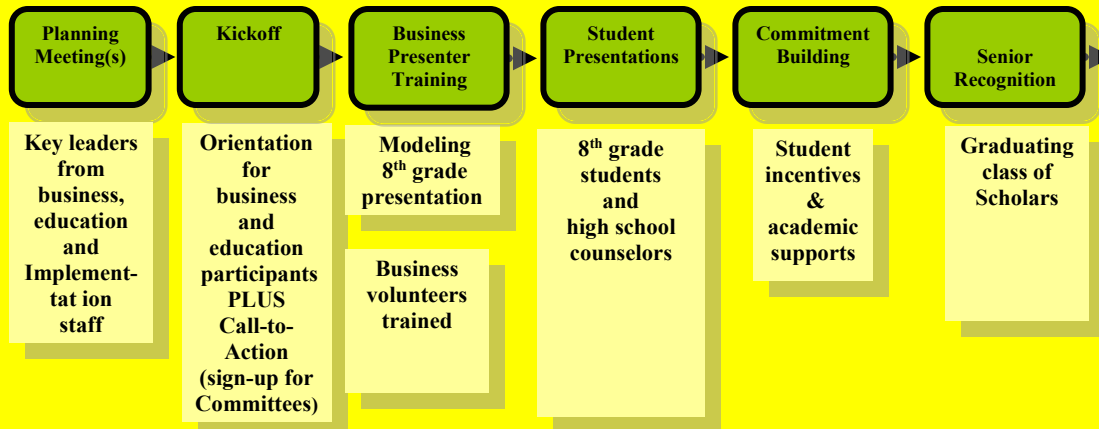 Planning
Meeting(s)
Kickoff
Business
Presenter
Training
Student
Presentations
Commitment
Building
Senior
Recognition
Key leaders
from
business,
education
and
Implement-
tat ion
staff
Orientation
for
business
and
education
participants
PLUS
Call-to-
Action
(sign-up for
Committees)
Modeling
8th grade
presentation
Business
volunteers
trained
8th grade
students
and
high school
counselors
Student
incentives
&
academic
supports
Graduating
class of
Scholars